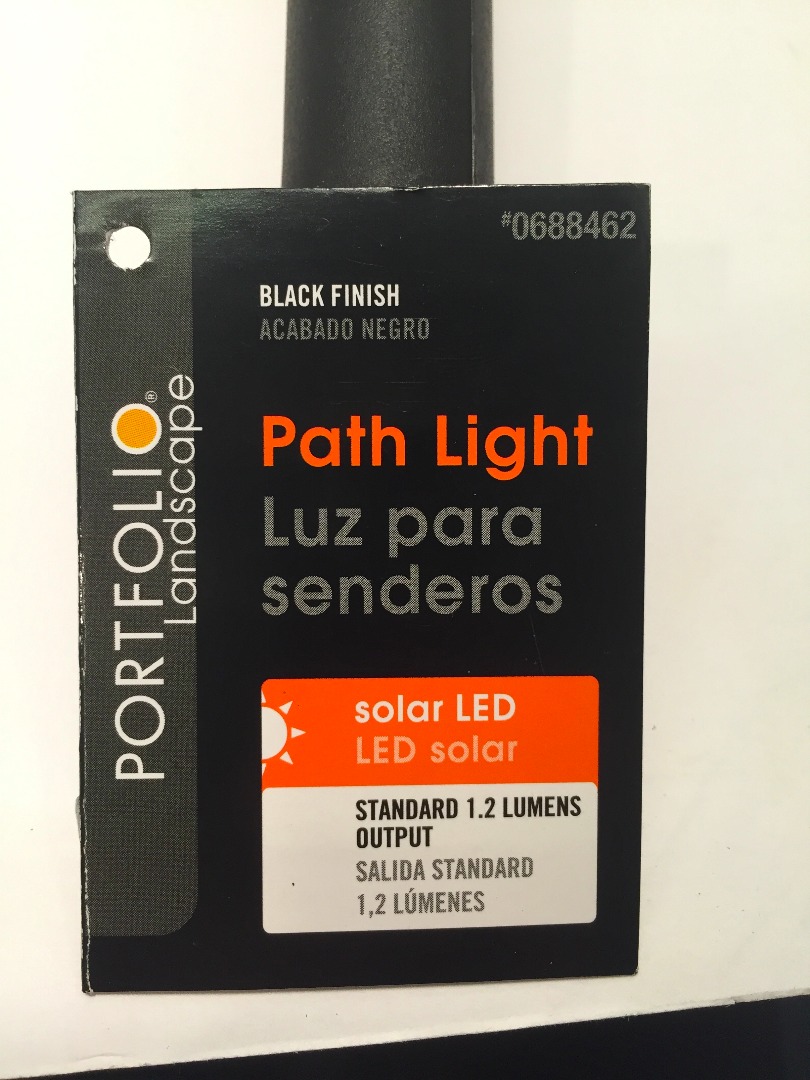 #0688462
BLACK FINISH
ACABADO NEGRO
PORTFOLIO®
Landscape
Path Light
Luz para
senderos
solar LED
LED solar
STANDARD 1.2 LUMENS
OUTPUT
SALIDA STANDARD
1,2 LÚMENES